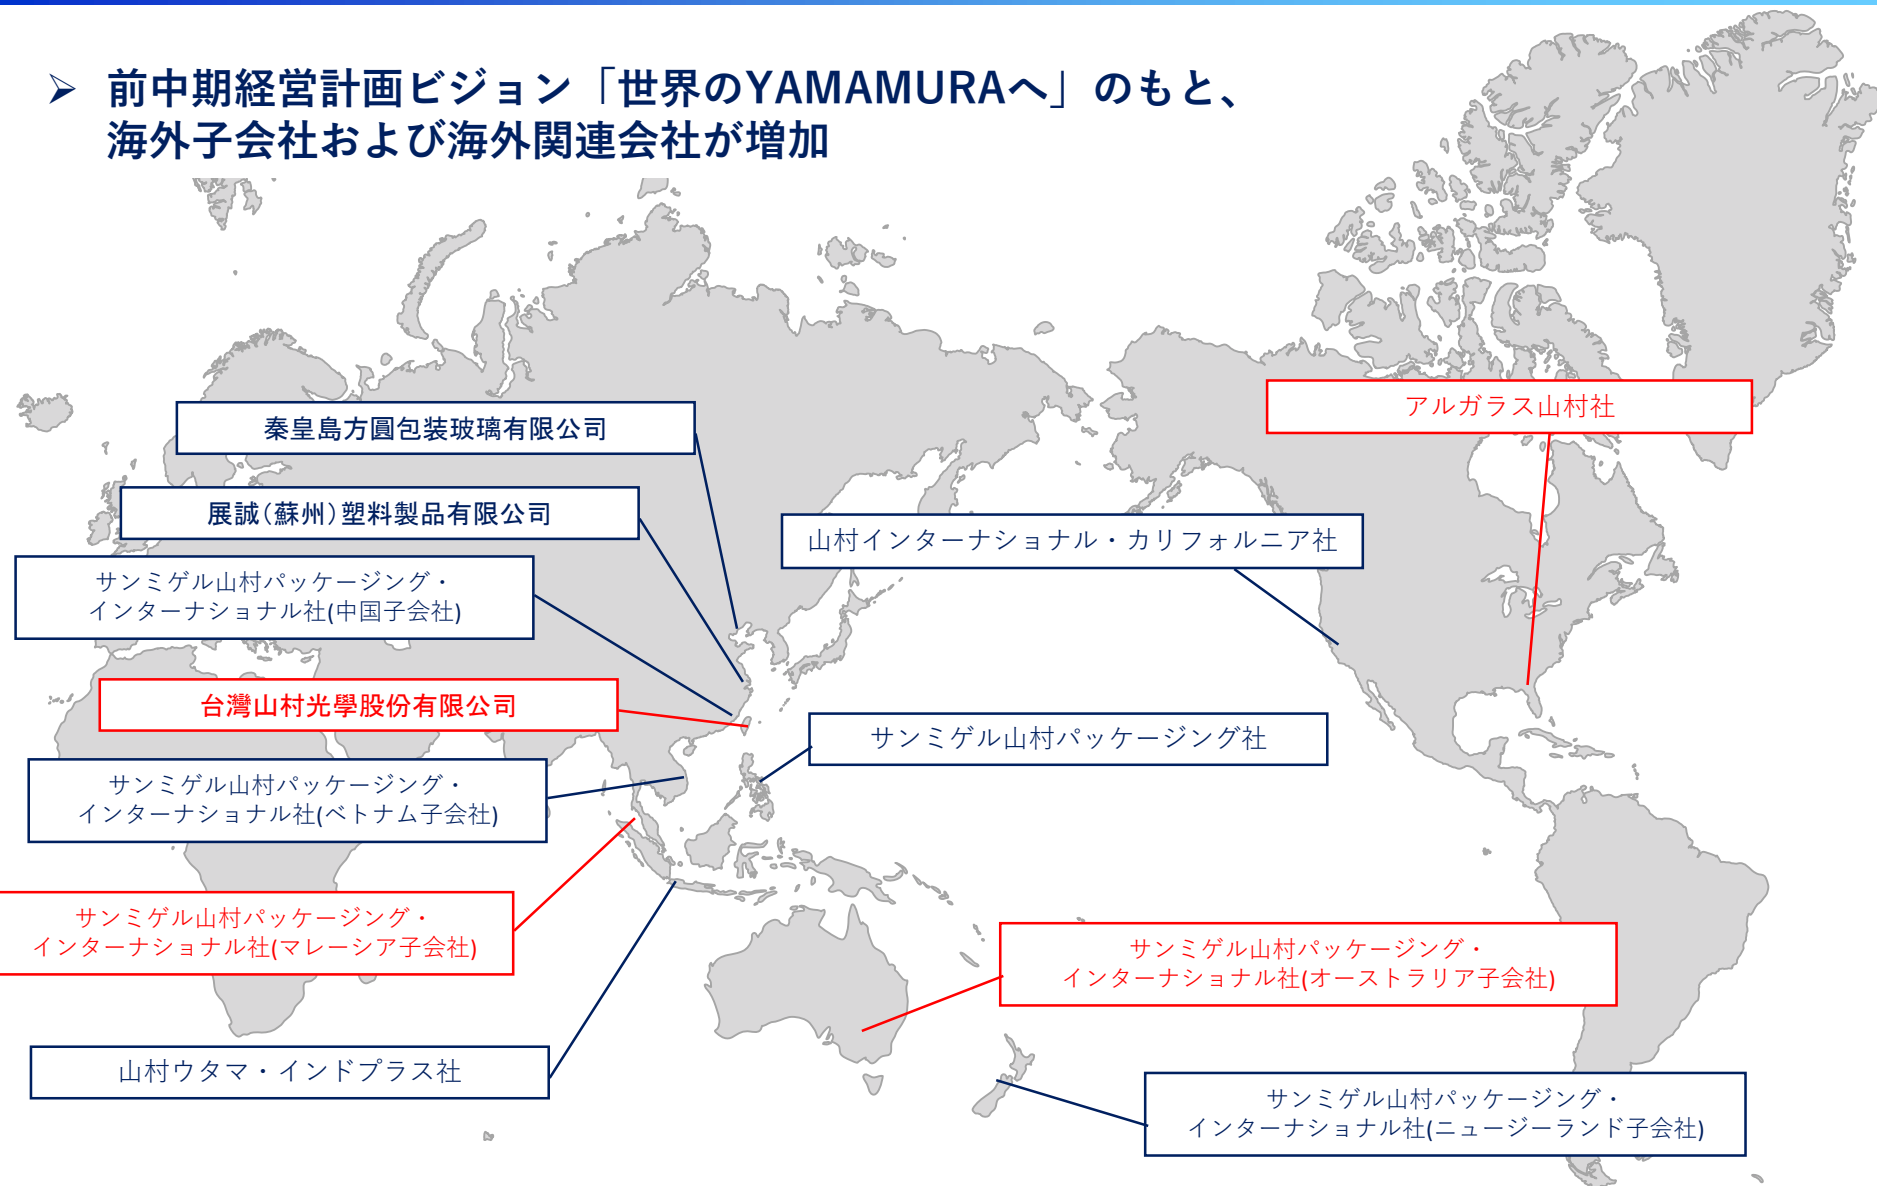 ➢ 前中期経営計画ビジョン「世界のYAMAMURAへ」のもと、
海外子会社および海外関連会社が増加
アルガラス山村社
秦皇島方圓包装玻璃有限公司
展誠(蘇州)塑料製品有限公司
山村インターナショナル・カリフォルニア社
サンミゲル山村パッケージング・
インターナショナル社(中国子会社)
台灣山村光學股份有限公司
サンミゲル山村パッケージング社
サンミゲル山村パッケージング・
インターナショナル社(ベトナム子会社)
サンミゲル山村パッケージング・
インターナショナル社(マレーシア子会社)
サンミゲル山村パッケージング・
インターナショナル社(オーストラリア子会社)
山村ウタマ・インドプラス社
サンミゲル山村パッケージング・
インターナショナル社(ニュージーランド子会社)